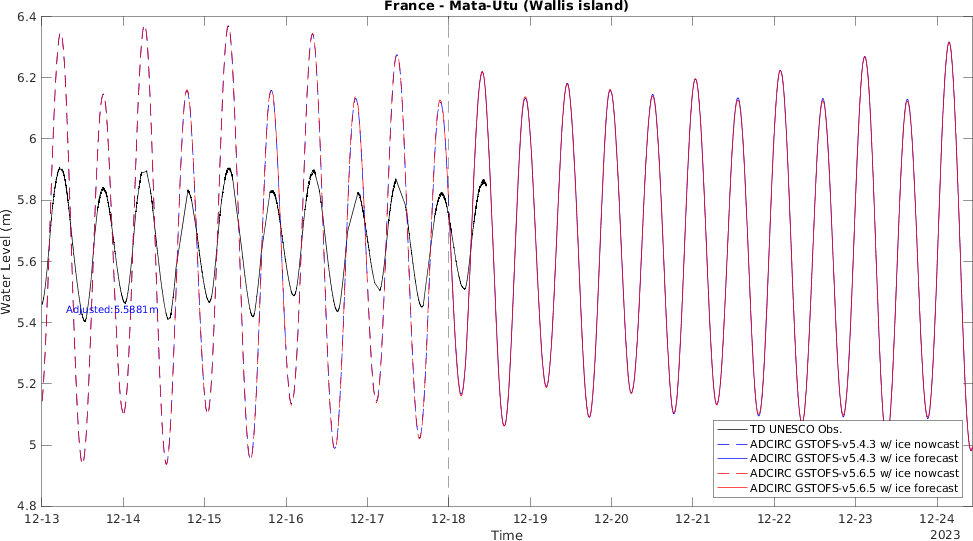 France - Mata-Utu (Wallis island)
6.4
6.2
6
5.8
5.6
5.4
5.2
5
4.8
Water Level (m)
Adjusted:5.5881m
TD UNESCO Obs.
ADCIRC GSTOFS-v5.4.3 w/ ice nowcast
ADCIRC GSTOFS-v5.4.3 w/ ice forecast
ADCIRC GSTOFS-v5.6.5 w/ ice nowcast
ADCIRC GSTOFS-v5.6.5 w/ ice forecast
12-13 12-14 12-15 12-16 12-17 12-18 12-19 12-20 12-21 12-22 12-23 12-24
2023
Time